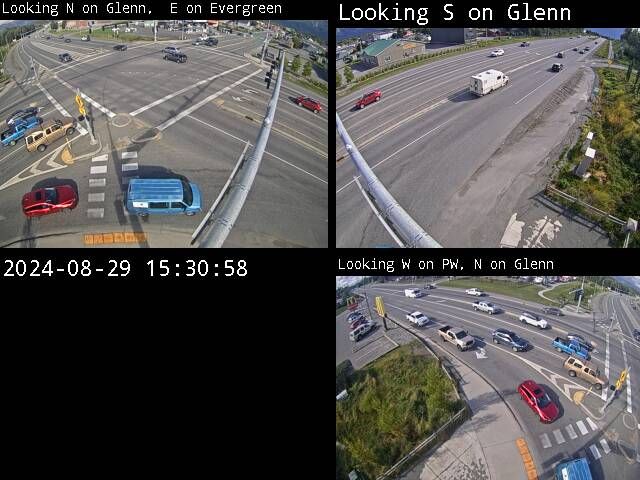 Looking N on Glenn,  E on Evergreen
Looking S on Glenn
2024-08-29 15:30:58
Looking W on PW, N on Glenn